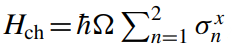 H_ch = ℏΩ ∑_{n=1}^{2} σ_n^x